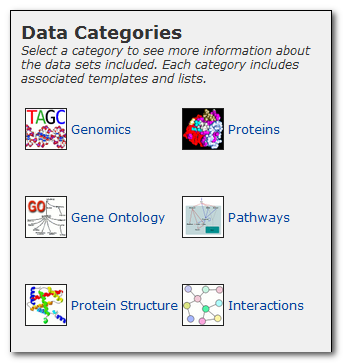 Data Categories
Select a category to see more information about
the data sets included. Each category includes
associated templates and lists.
TAGC
Genomics
Proteins
GO
Gene Ontology
Pathways
Protein Structure
Interactions